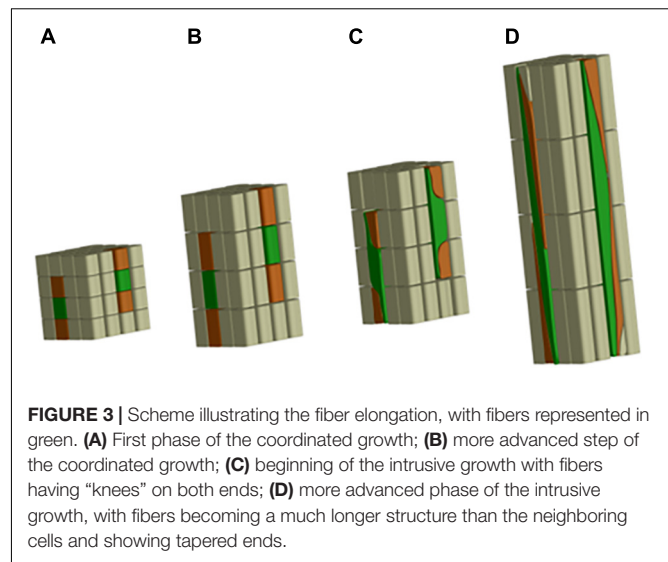 A B C D
FIGURE 3 | Scheme illustrating the fiber elongation, with fibers represented in
green. (A) First phase of the coordinated growth; (B) more advanced step of
the coordinated growth; (C) beginning of the intrusive growth with fibers
having “knees” on both ends; (D) more advanced phase of the intrusive
growth, with fibers becoming a much longer structure than the neighboring
cells and showing tapered ends.